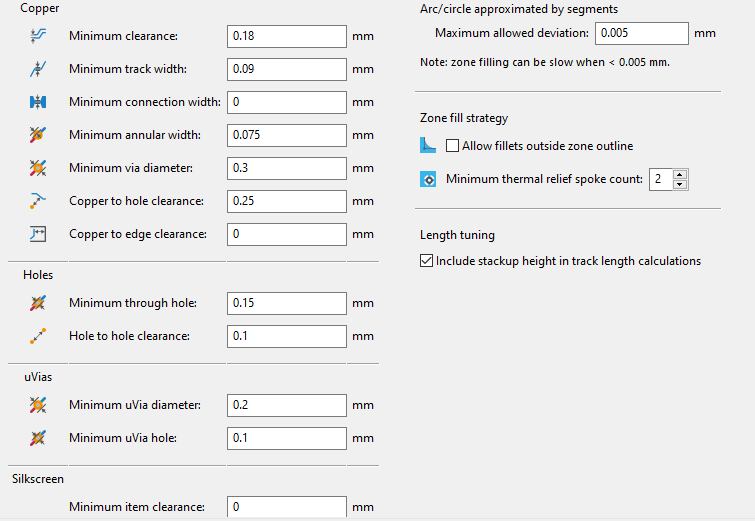 Copper
Minimum clearance: 0.18 mm
Minimum track width: 0.09 mm
Minimum connection width: 0 mm
Minimum annular width: 0.075 mm
Minimum via diameter: 0.3 mm
Copper to hole clearance: 0.25 mm
Copper to edge clearance: 0 mm
Holes
Minimum through hole: 0.15 mm
Hole to hole clearance: 0.1 mm
uVias
Minimum uVia diameter: 0.2 mm
Minimum uVia hole: 0.1 mm
Silkscreen
Minimum item clearance: 0 mm
Arc/circle approximated by segments
Maximum allowed deviation: 0.005 mm
Note: zone filling can be slow when < 0.005 mm.
Zone fill strategy
Allow fillets outside zone outline
Minimum thermal relief spoke count: 2
Length tuning
Include stackup height in track length calculations